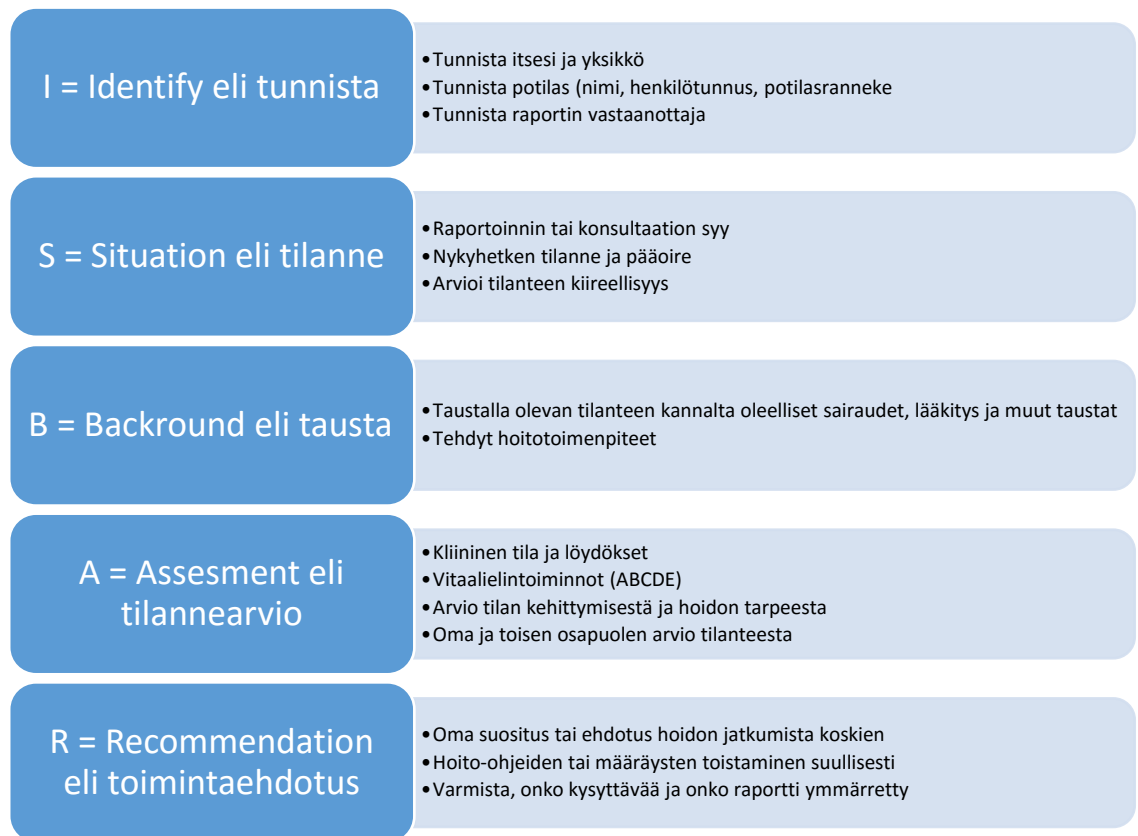 I = Identify eli tunnista
•Tunnista itsesi ja yksikkö
•Tunnista potilas (nimi, henkilötunnus, potilasranneke
•Tunnista raportin vastaanottaja
S = Situation eli tilanne
•Raportoinnin tai konsultaation syy
•Nykyhetken tilanne ja pääoire
•Arvioi tilanteen kiireellisyys
B = Backround eli tausta
•Taustalla olevan tilanteen kannalta oleelliset sairaudet, lääkitys ja muut taustat
•Tehdyt hoitotoimenpiteet
A = Assesment eli
tilannearvio
•Kliininen tila ja löydökset
•Vitaalielintoiminnot (ABCDE)
•Arvio tilan kehittymisestä ja hoidon tarpeesta
•Oma ja toisen osapuolen arvio tilanteesta
R = Recommendation
eli toimintaehdotus
•Oma suositus tai ehdotus hoidon jatkumista koskien
•Hoito-ohjeiden tai määräysten toistaminen suullisesti
•Varmista, onko kysyttävää ja onko raportti ymmärretty